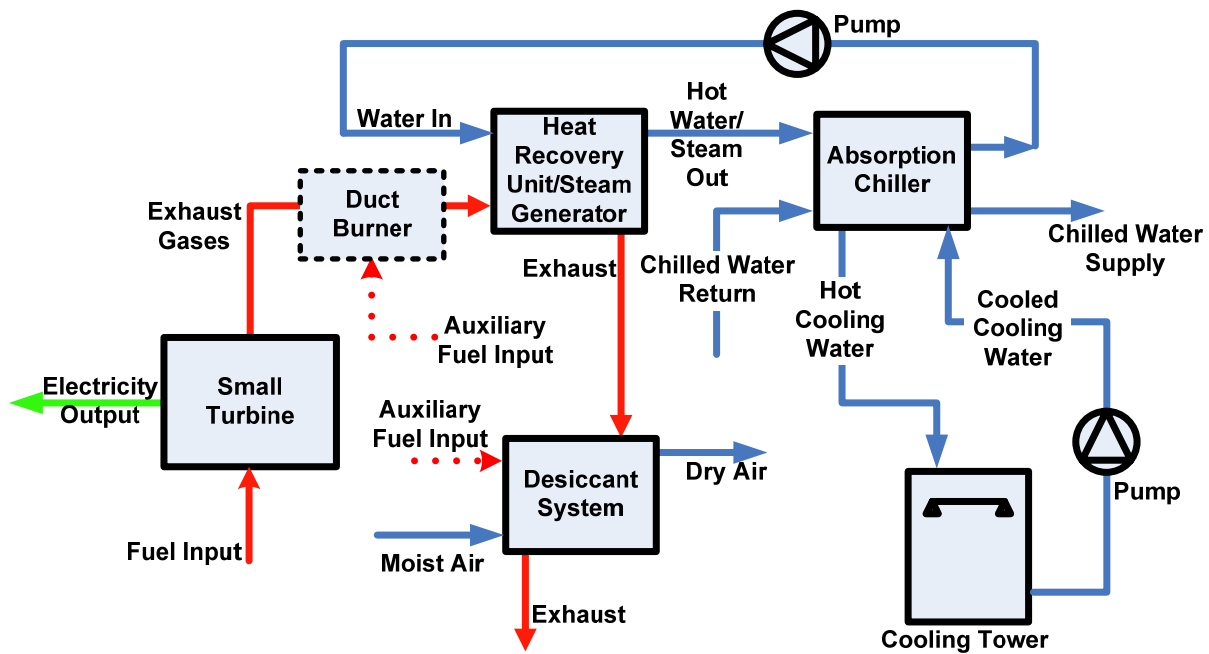 Pump
Water In
Heat
Recovery
Unit/Steam
Generator
Hot
Water/
Steam
Out
Absorption
Chiller
Duct
Burner
Exhaust
Gases
Exhaust
Chilled Water
Return
Chilled Water
Supply
Hot
Cooling
Water
Cooled
Cooling
Water
Auxiliary
Fuel Input
Electricity
Output
Small
Turbine
Auxiliary
Fuel Input
Desiccant
System
Dry Air
Pump
Fuel Input
Moist Air
Exhaust
Cooling Tower